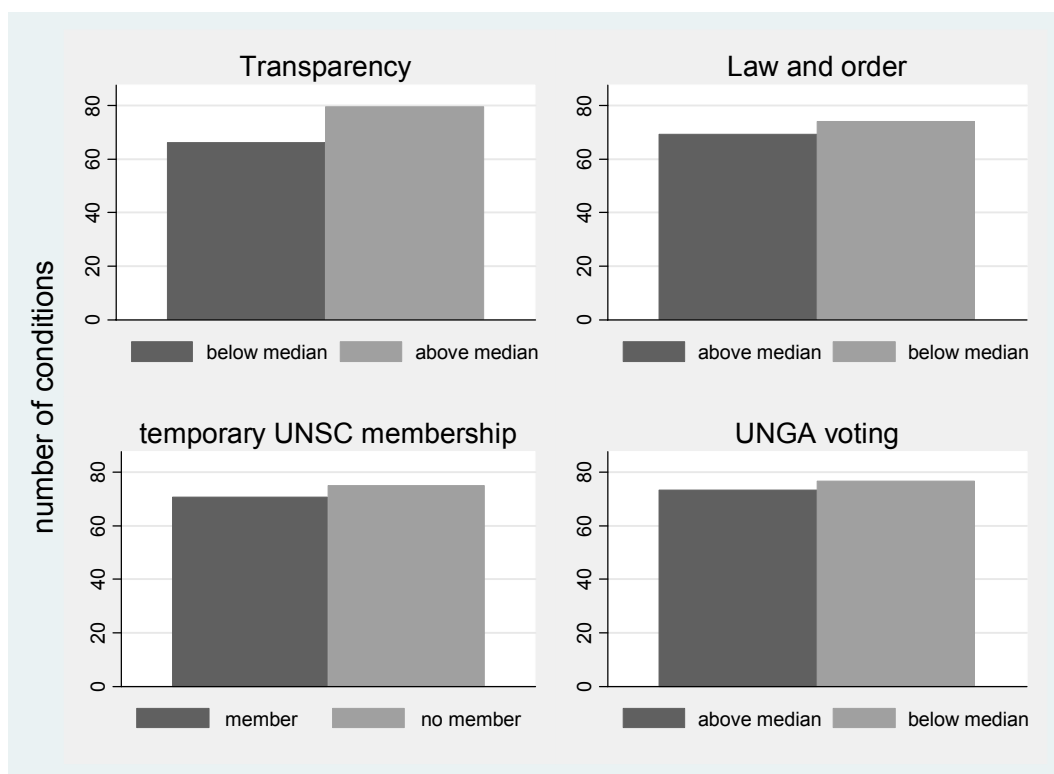 number of conditions
Transparency
80
60
40
20
0
below median above median
Law and order
80
60
40
20
0
above median below median
temporary UNSC membership
80
60
40
20
0
member no member
UNGA voting
80
60
40
20
0
above median below median